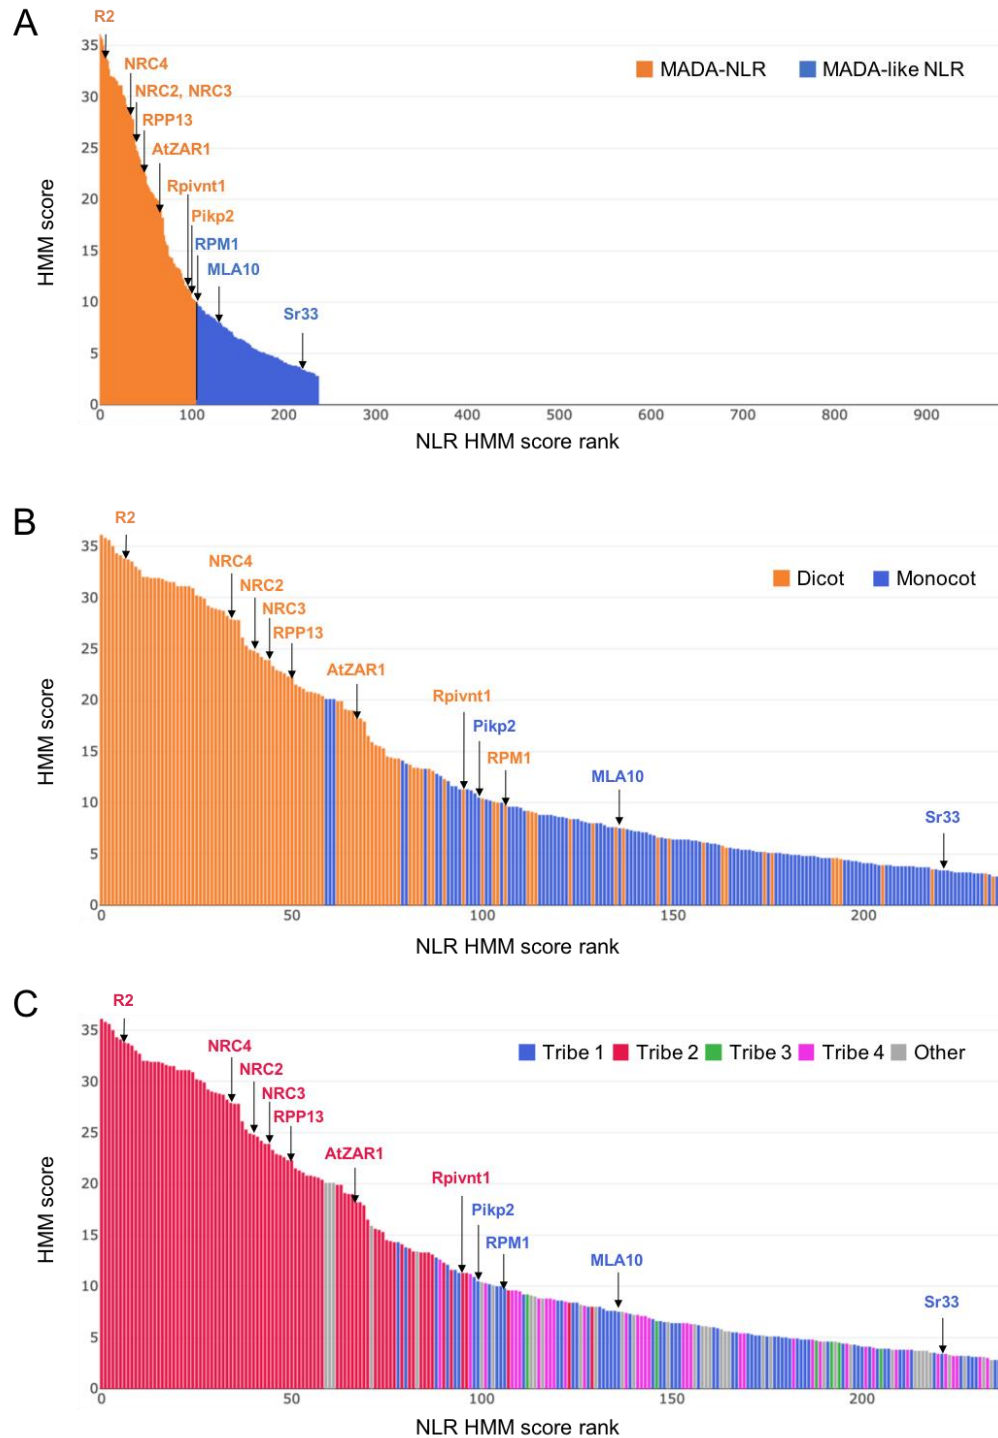 A
R2
35
NRC4
MADA-NLR
MADA-like NLR
NRC2, NRC3
30
RPP13
25
AtZAR1
20
Rpivnt1
Pikp2
15
RPM1
MLA10
10
Sr33
5
0
HMM score
0 100 200 300 400 500 600 700 800 900
NLR HMM score rank
B
R2
35
NRC4
Dicot
Monocot
30
NRC2
NRC3
25
RPP13
AtZAR1
20
Rpivnt1
Pikp2
15
RPM1
MLA10
10
Sr33
5
0
HMM score
0 50 100 150 200
NLR HMM score rank
C
R2
35
NRC4
Tribe 1
Tribe 2
Tribe 3
Tribe 4
Other
30
NRC2
NRC3
25
RPP13
AtZAR1
20
Rpivnt1
Pikp2
15
RPM1
MLA10
10
Sr33
5
0
HMM score
0 50 100 150 200
NLR HMM score rank